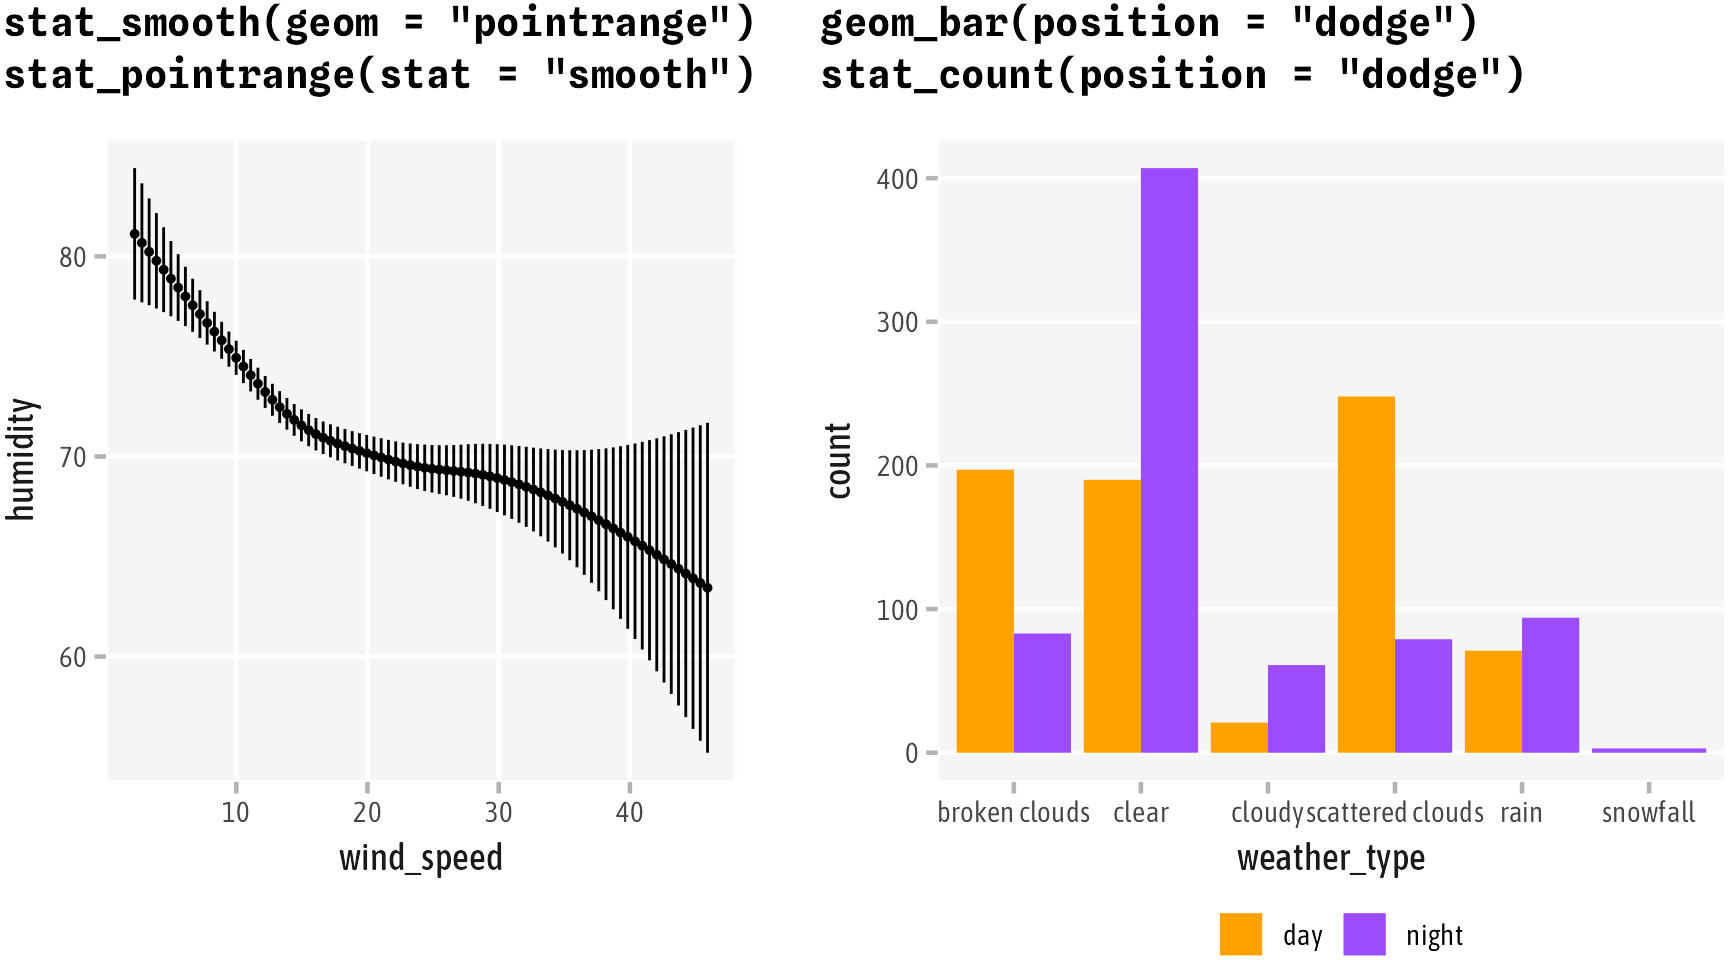 stat_smooth(geom = "pointrange")
stat_pointrange(stat = "smooth")
80
70
60
humidity
10 20 30 40
wind_speed
geom_bar(position = "dodge")
stat_count(position = "dodge")
400
300
200
100
0
count
broken clouds clear cloudy scattered clouds rain snowfall
weather_type
day night